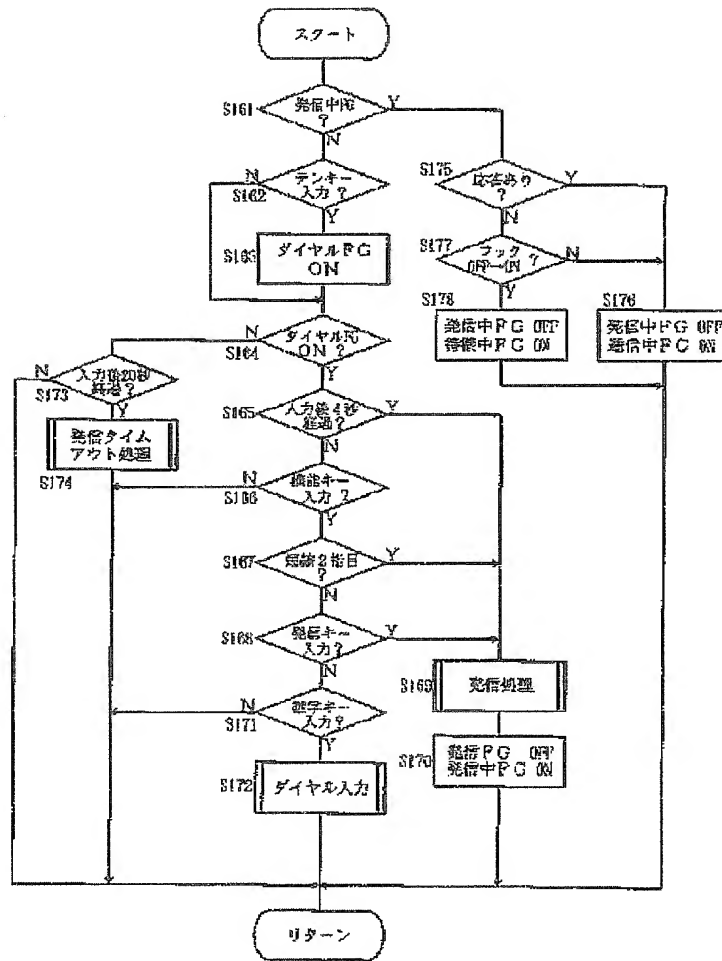 スタート
S161
発信中FG
?
Y
N
テンキー
入力?
N
S162
Y
S175
応答あり
?
Y
N
S163
ダイヤルFG
ON
S177
フック
OFF→ON
?
N
Y
S178
発信中FG OFF
待機中FG ON
S176
発信中FG OFF
通信中FG ON
N
S164
ダイヤルFG
ON ?
Y
N
S173
入力後20秒
経過?
Y
S165
入力後4秒
経過?
Y
N
発信タイム
アウト処理
S174
N
S166
機能キー
入力?
Y
S167
短縮2桁目
?
Y
N
S168
発信キー
入力?
Y
N
S169
発信処理
N
S171
数字キー
入力?
Y
S170
発信FG OFF
発信中FG ON
S172
ダイヤル入力
リターン